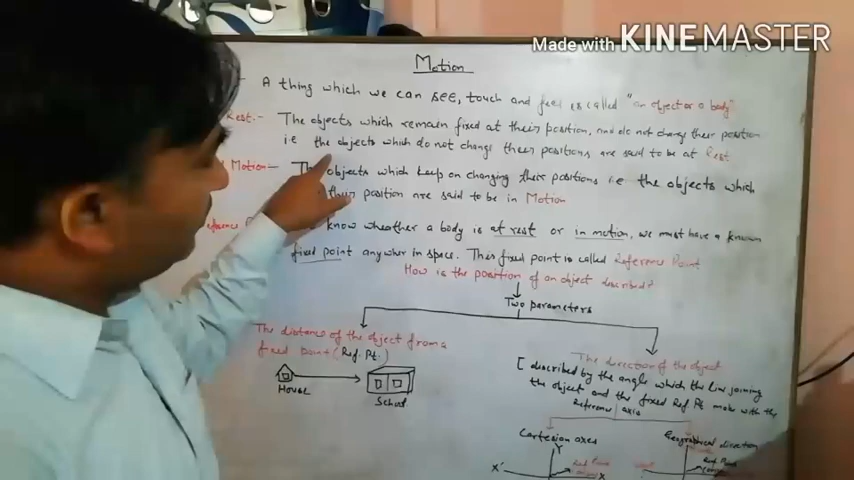 Made with KINEMASTER
Motion
A thing which we can see, touch and feel is called "an object or a body"
Rest.- The objects which remain fixed at their position, and do not change their position
i.e the objects which do not change their positions are said to be at Rest
Motion- The objects which keep on changing their positions i.e the objects which
their position are said to be in Motion
know whether a body is at rest or in motion, we must have a known
fixed point anywher in space. This fixed point is called Reference Point
How is the position of an object described?
Two parameters
The distance of the object from a
fixed point (Ref. Pt.)
House
School
The direction of the object
[ described by the angle which the line joining
the object and the fixed Ref Pt make with the
Reference axis
Cartesian axes
Geographical direction
Y
X'
X